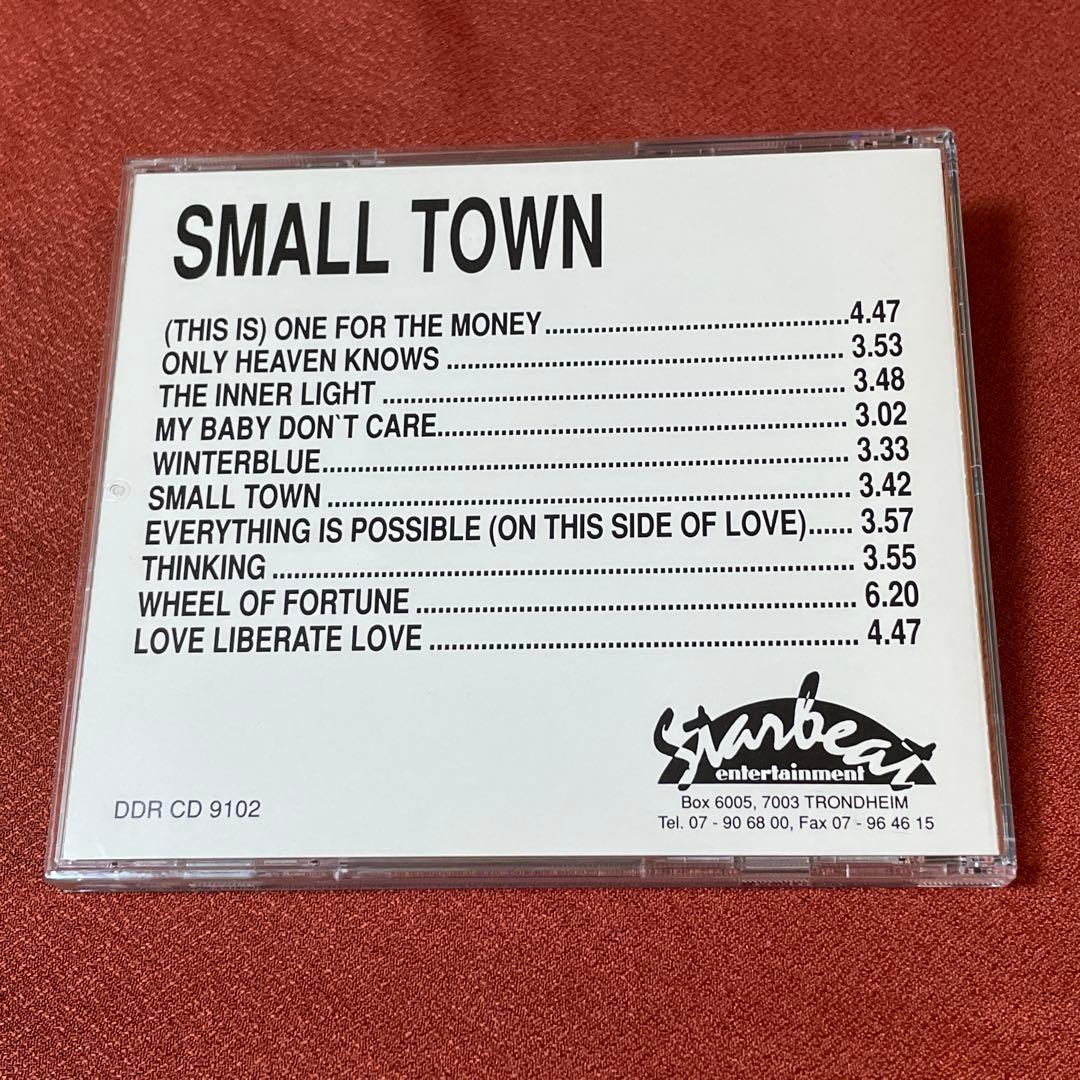 SMALL TOWN
(THIS IS) ONE FOR THE MONEY........................................4.47
ONLY HEAVEN KNOWS .................................................... 3.53
THE INNER LIGHT ............................................................ 3.48
MY BABY DON`T CARE..................................................... 3.02
WINTERBLUE.................................................................... 3.33
SMALL TOWN .................................................................. 3.42
EVERYTHING IS POSSIBLE (ON THIS SIDE OF LOVE)...... 3.57
THINKING ........................................................................... 3.55
WHEEL OF FORTUNE ........................................................ 6.20
LOVE LIBERATE LOVE ....................................................... 4.47
Starbeat
entertainment
Box 6005, 7003 TRONDHEIM
Tel. 07 - 90 68 00, Fax 07 - 96 46 15
DDR CD 9102